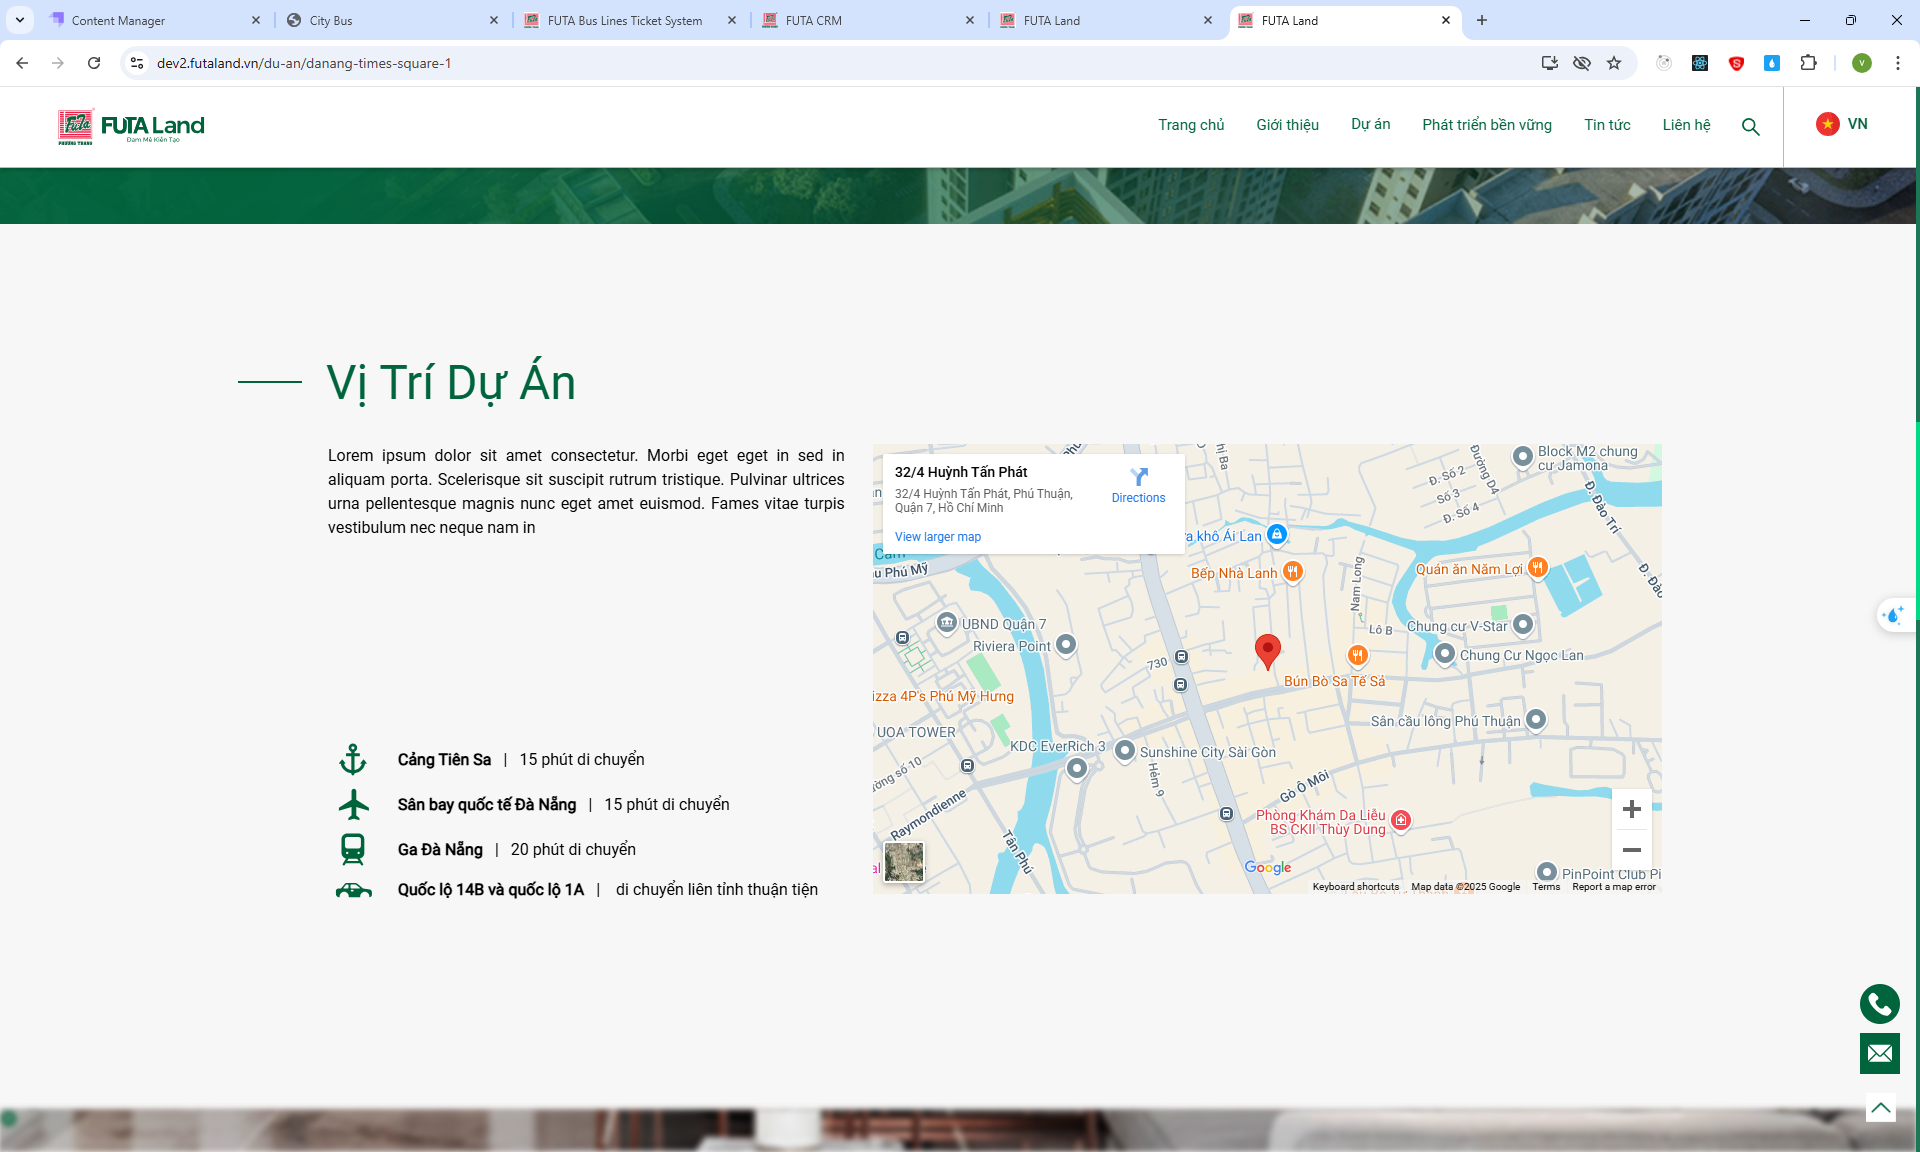 Content Manager
City Bus
FUTA Bus Lines Ticket System
FUTA CRM
FUTA Land
FUTA Land
dev2.futaland.vn/du-an/danang-times-square-1
V
FuTa
PHƯƠNG TRANG
FUTA Land
Đam Mê Kiến Tạo
Trang chủ
Giới thiệu
Dự án
Phát triển bền vững
Tin tức
Liên hệ
VN
Vị Trí Dự Án
Lorem ipsum dolor sit amet consectetur. Morbi eget eget in sed in
aliquam porta. Scelerisque sit suscipit rutrum tristique. Pulvinar ultrices
urna pellentesque magnis nunc eget amet euismod. Fames vitae turpis
vestibulum nec neque nam in
Cảng Tiên Sa | 15 phút di chuyển
Sân bay quốc tế Đà Nẵng | 15 phút di chuyển
Ga Đà Nẵng | 20 phút di chuyển
Quốc lộ 14B và quốc lộ 1A | di chuyển liên tỉnh thuận tiện
32/4 Huỳnh Tấn Phát
32/4 Huỳnh Tấn Phát, Phú Thuận,
Quận 7, Hồ Chí Minh
Directions
View larger map
Block M2 chung
cư Jamona
Đường D4
Đ. Số 2
Số 3
Đ. Số 4
Đ. Đào Trí
khô Ái Lan
Bếp Nhà Lanh
Nam Long
Quán ăn Năm Lợi
Phú Mỹ
UBND Quận 7
Riviera Point
Lô B
Chung cư V-Star
Chung Cư Ngọc Lan
730
Bún Bò Sa Tế Sả
izza 4P's Phú Mỹ Hưng
Sân cầu lông Phú Thuận
UOA TOWER
KDC EverRich 3
Sunshine City Sài Gòn
Hẻm 9
Gò Ô Môi
Raymondienne
Tân Phú
Phòng Khám Da Liễu
BS CKII Thùy Dung
Google
PinPoint Club Pi
Keyboard shortcuts
Map data ©2025 Google
Terms
Report a map error